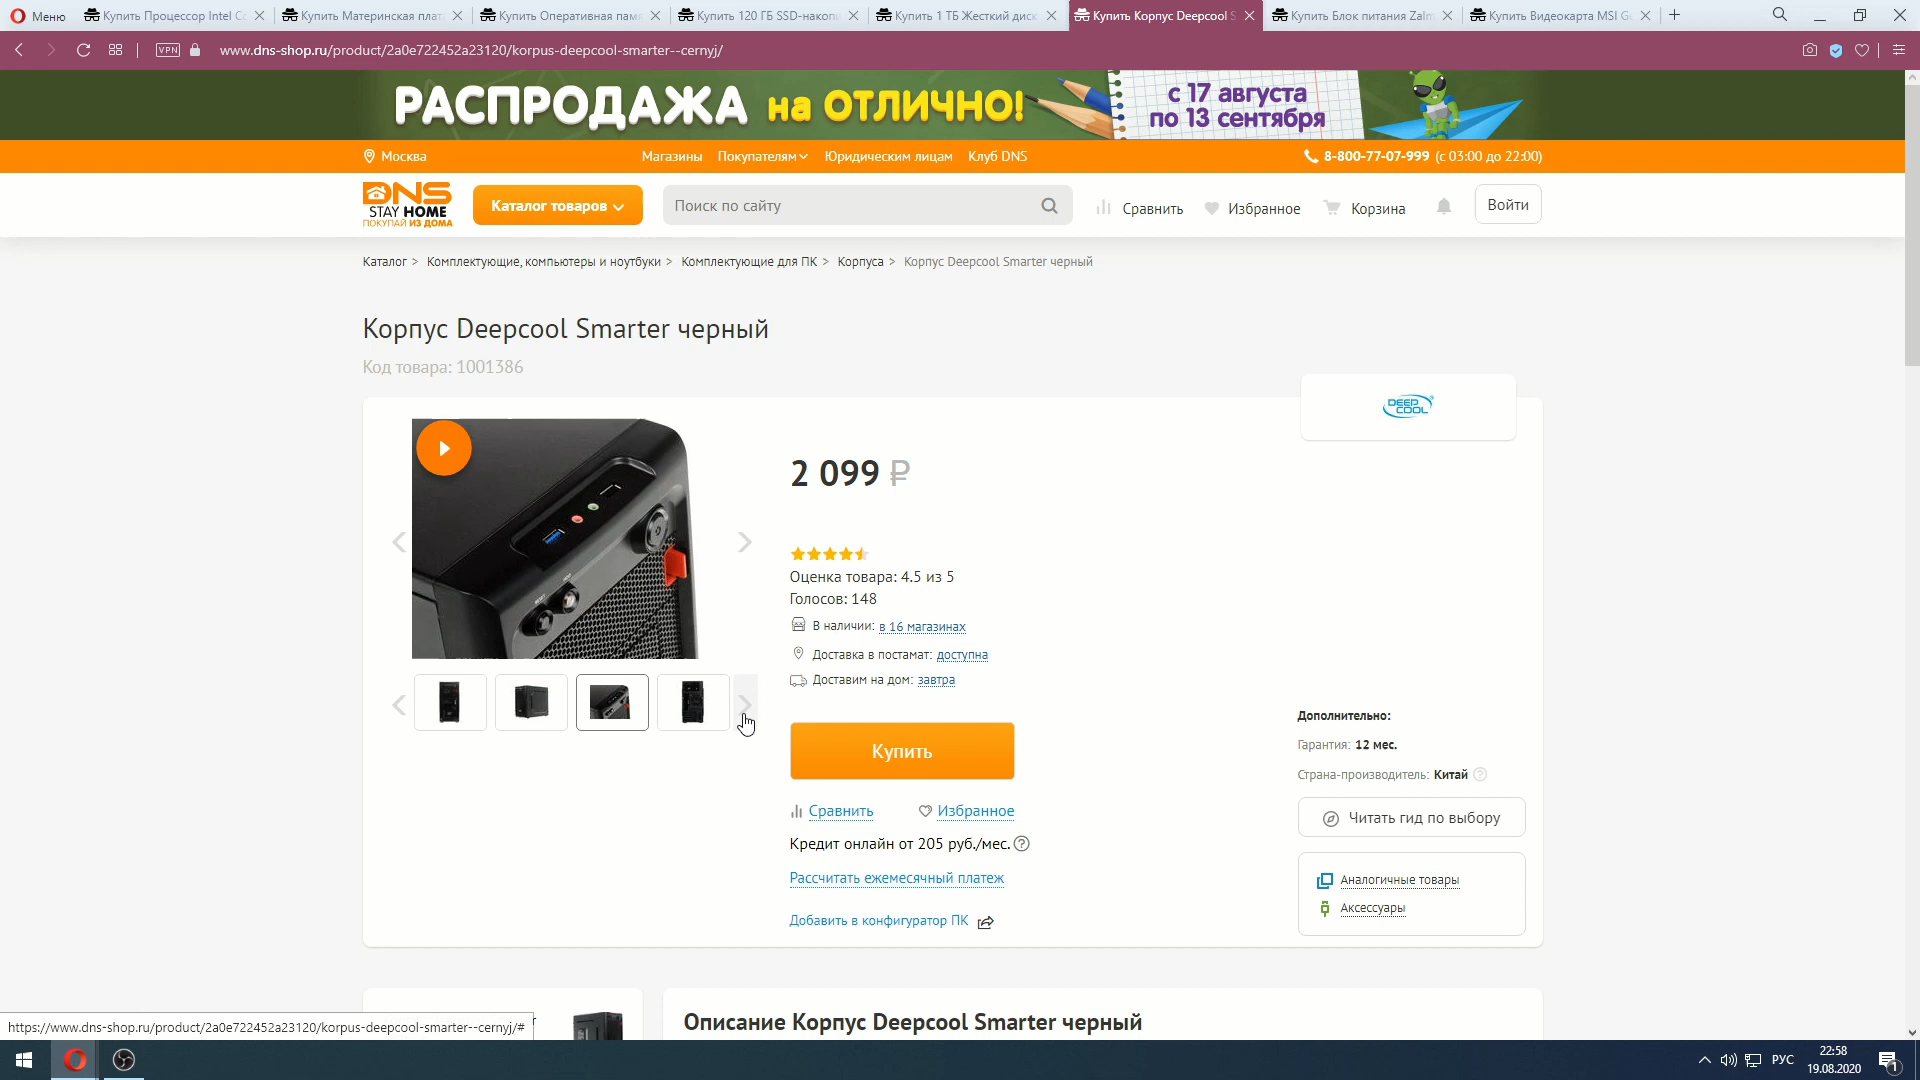 Меню
Купить Процессор Intel Co
Купить Материнская плат
Купить Оперативная пам
Купить 120 ГБ SSD-накопи
Купить 1 ТБ Жесткий диск
Купить Корпус Deepcool S
Купить Блок питания Zalm
Купить Видеокарта MSI Ge
VPN
www.dns-shop.ru/product/2a0e722452a23120/korpus-deepcool-smarter--cernyj/
РАСПРОДАЖА на ОТЛИЧНО!
с 17 августа
по 13 сентября
Москва
Магазины
Покупателям
Юридическим лицам
Клуб DNS
8-800-77-07-999 (с 03:00 до 22:00)
DNS
STAY HOME
ПОКУПАЙ ИЗ ДОМА
Каталог товаров
Поиск по сайту
Сравнить
Избранное
Корзина
Войти
Каталог > Комплектующие, компьютеры и ноутбуки > Комплектующие для ПК > Корпуса > Корпус Deepcool Smarter черный
Корпус Deepcool Smarter черный
Код товара: 1001386
DEEP
COOL
2 099 ₽
Оценка товара: 4.5 из 5
Голосов: 148
В наличии: в 16 магазинах
Доставка в постамат: доступна
Доставим на дом: завтра
Купить
Сравнить
Избранное
Кредит онлайн от 205 руб./мес. ?
Рассчитать ежемесячный платеж
Добавить в конфигуратор ПК
Дополнительно:
Гарантия: 12 мес.
Страна-производитель: Китай ?
Читать гид по выбору
Аналогичные товары
Аксессуары
Описание Корпус Deepcool Smarter черный
https://www.dns-shop.ru/product/2a0e722452a23120/korpus-deepcool-smarter--cernyj/#
РУС
22:58
19.08.2020
1